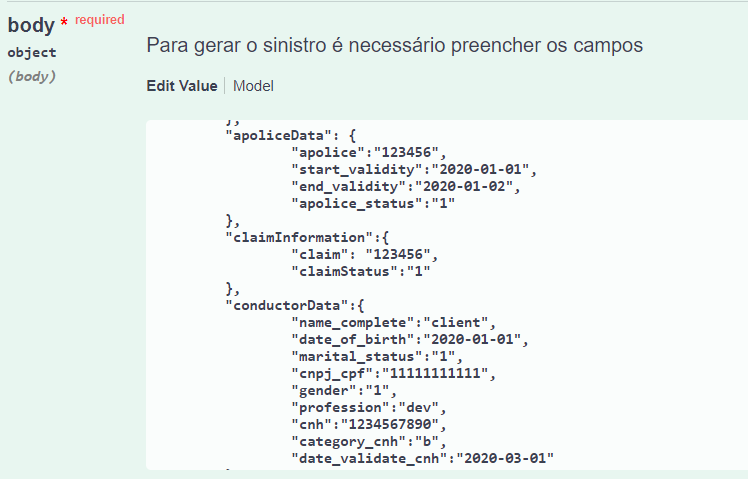 body * required
object
(body)
Para gerar o sinistro é necessário preencher os campos
Edit Value | Model
},
"apoliceData": {
"apolice":"123456",
"start_validity":"2020-01-01",
"end_validity":"2020-01-02",
"apolice_status":"1"
},
"claimInformation":{
"claim": "123456",
"claimStatus":"1"
},
"conductorData":{
"name_complete":"client",
"date_of_birth":"2020-01-01",
"marital_status":"1",
"cnpj_cpf":"11111111111",
"gender":"1",
"profession":"dev",
"cnh":"1234567890",
"category_cnh":"b",
"date_validate_cnh":"2020-03-01"